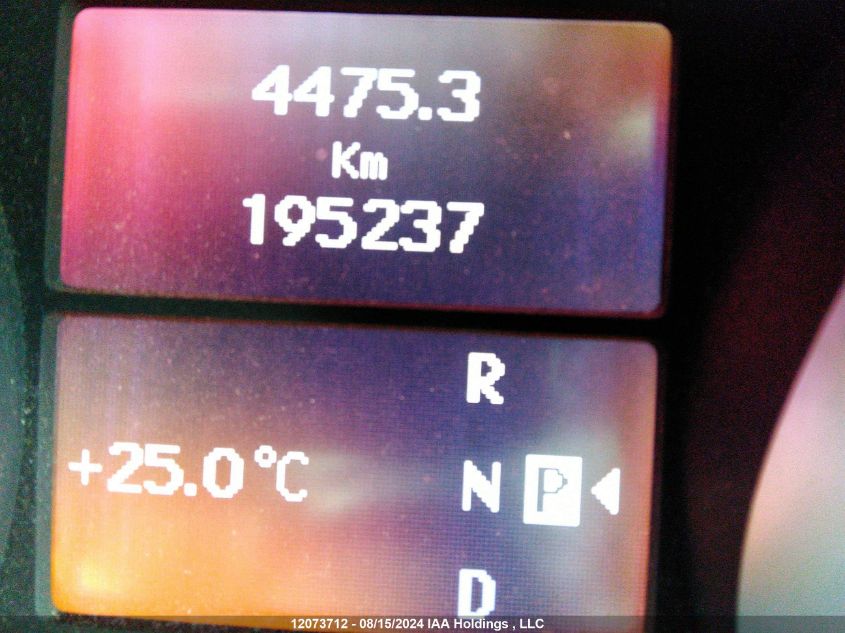 4475.3
Km
195237
R
+25.0°C
N P
D
12073712 - 08/15/2024 IAA Holdings , LLC